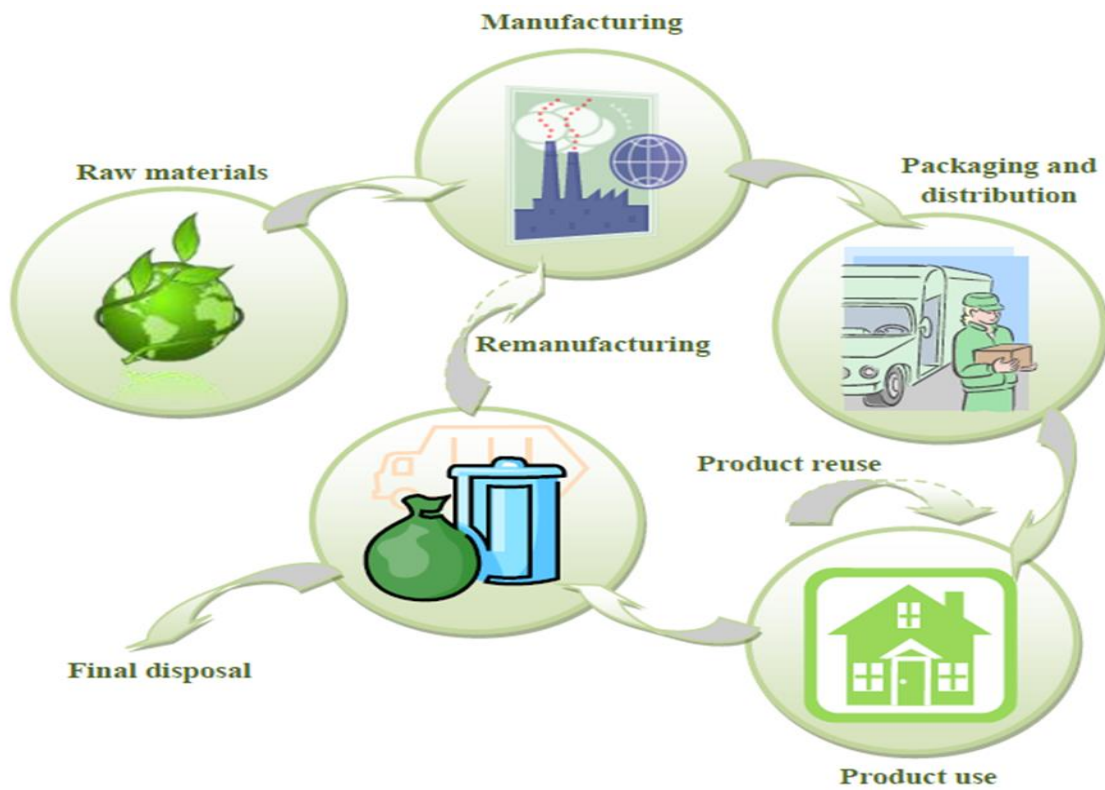 Manufacturing
Raw materials
Packaging and
distribution
Remanufacturing
Product reuse
Final disposal
Product use